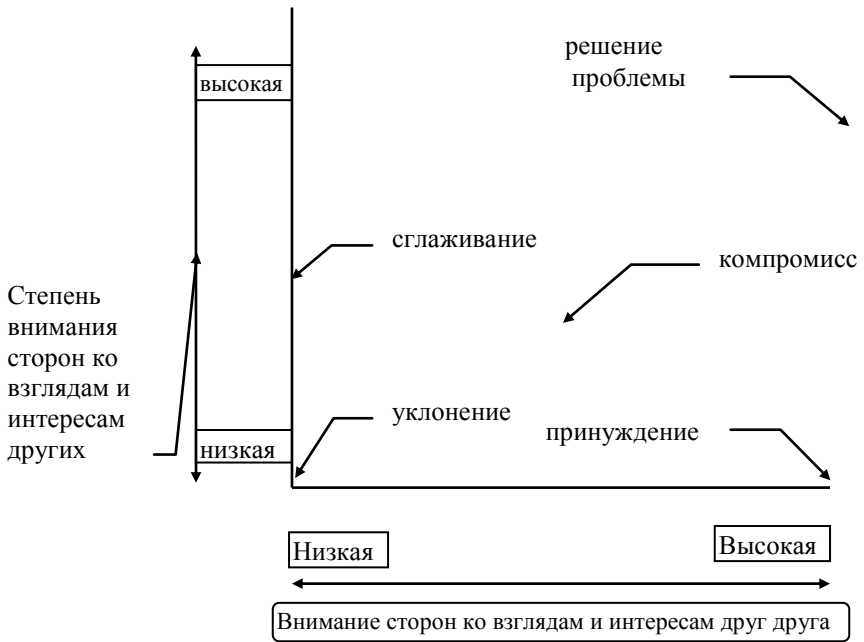 решение
проблемы
высокая
сглаживание
компромисс
Степень
внимания
сторон ко
взглядам и
интересам
других
уклонение
принуждение
низкая
Низкая
Высокая
Внимание сторон ко взглядам и интересам друг друга